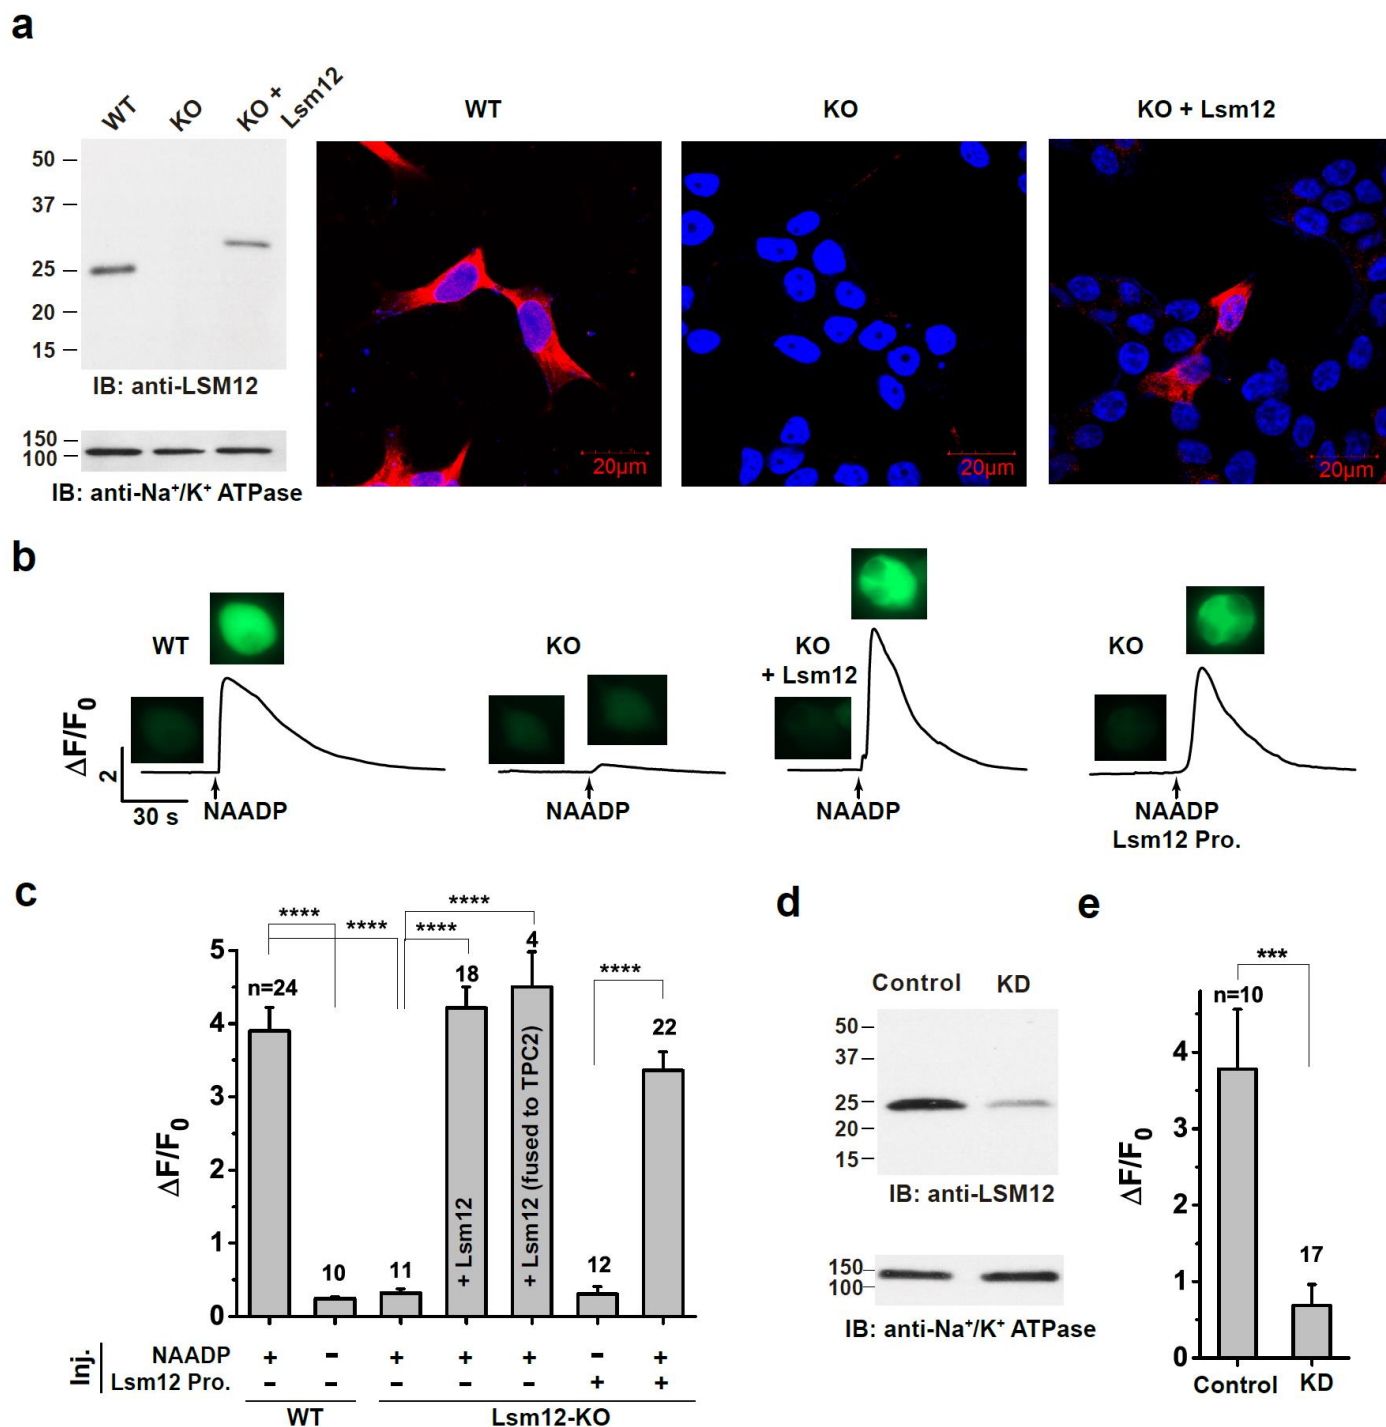 a
WT
KO
KO +
Lsm12
WT
KO
KO + Lsm12
50
37
25
20
15
IB: anti-LSM12
150
100
IB: anti-Na⁺/K⁺ ATPase
20µm
20µm
20µm
b
WT
KO
KO
+ Lsm12
KO
ΔF/F₀
2
30 s
NAADP
NAADP
NAADP
NAADP
Lsm12 Pro.
c
****
****
****
****
****
ΔF/F₀
5
4
3
2
1
0
n=24
10
11
18
4
12
22
+ Lsm12
+ Lsm12 (fused to TPC2)
Inj.
NAADP + - + + + - +
Lsm12 Pro. - - - - - + +
WT
Lsm12-KO
d
Control KD
50
37
25
20
15
IB: anti-LSM12
150
100
IB: anti-Na⁺/K⁺ ATPase
e
***
n=10
17
ΔF/F₀
4
3
2
1
0
Control KD